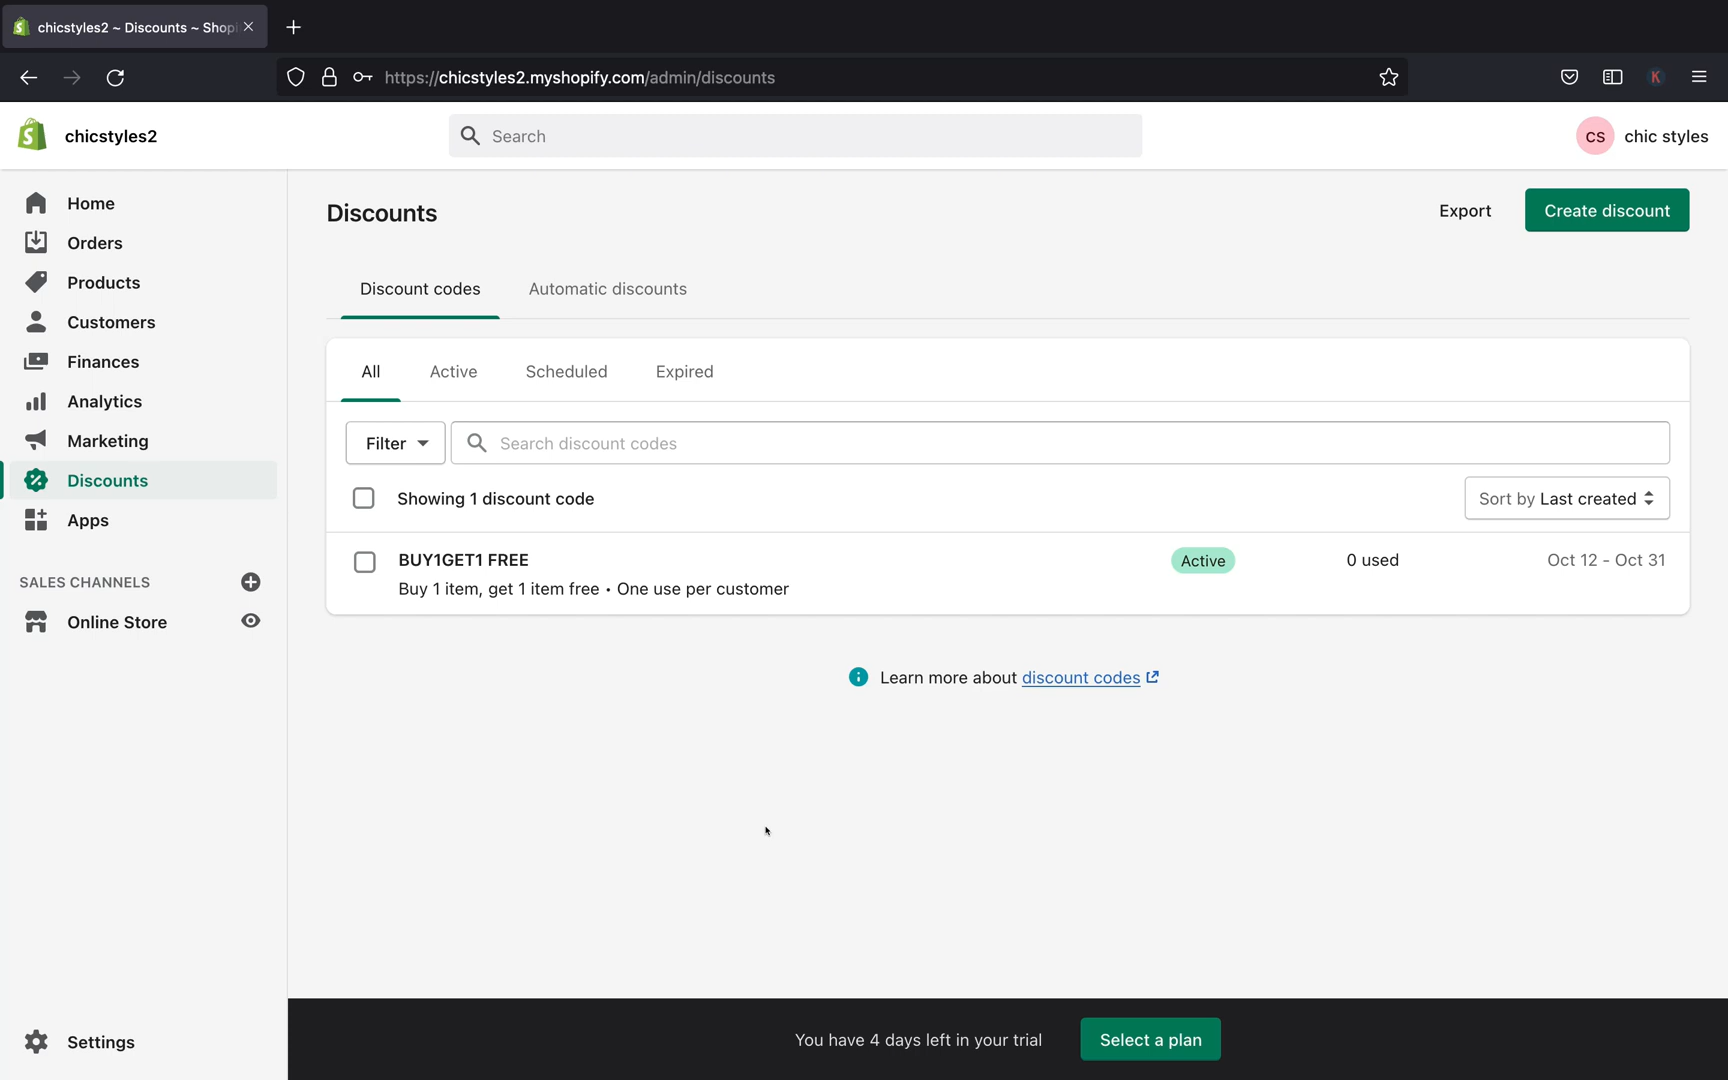 chicstyles2 ~ Discounts ~ Shop
https://chicstyles2.myshopify.com/admin/discounts
K
chicstyles2
Search
CS
chic styles
Home
Orders
Products
Customers
Finances
Analytics
Marketing
Discounts
Apps
SALES CHANNELS
Online Store
Settings
Discounts
Export
Create discount
Discount codes
Automatic discounts
All
Active
Scheduled
Expired
Filter
Search discount codes
Showing 1 discount code
Sort by Last created
BUY1GET1 FREE
Active
0 used
Oct 12 - Oct 31
Buy 1 item, get 1 item free • One use per customer
Learn more about discount codes
You have 4 days left in your trial
Select a plan